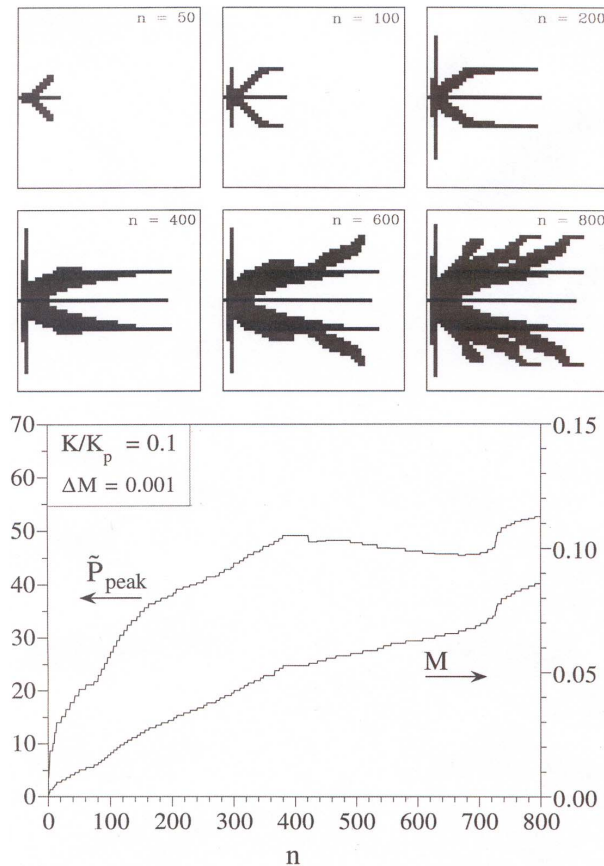 n = 50
n = 100
n = 200
n = 400
n = 600
n = 800
70
60
50
40
30
20
10
0
K/Kp = 0.1
ΔM = 0.001
P̃peak
M
0.15
0.10
0.05
0.00
0 100 200 300 400 500 600 700 800
n